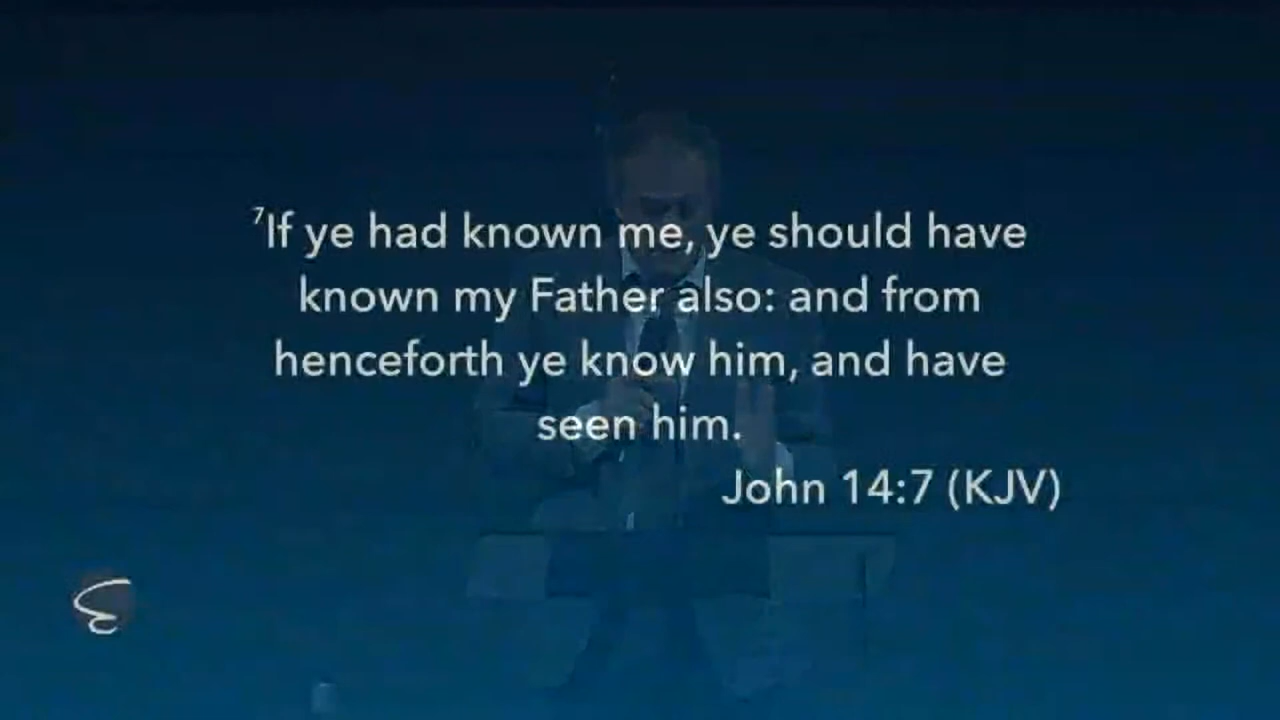 ⁷If ye had known me, ye should have
known my Father also: and from
henceforth ye know him, and have
seen him.
John 14:7 (KJV)